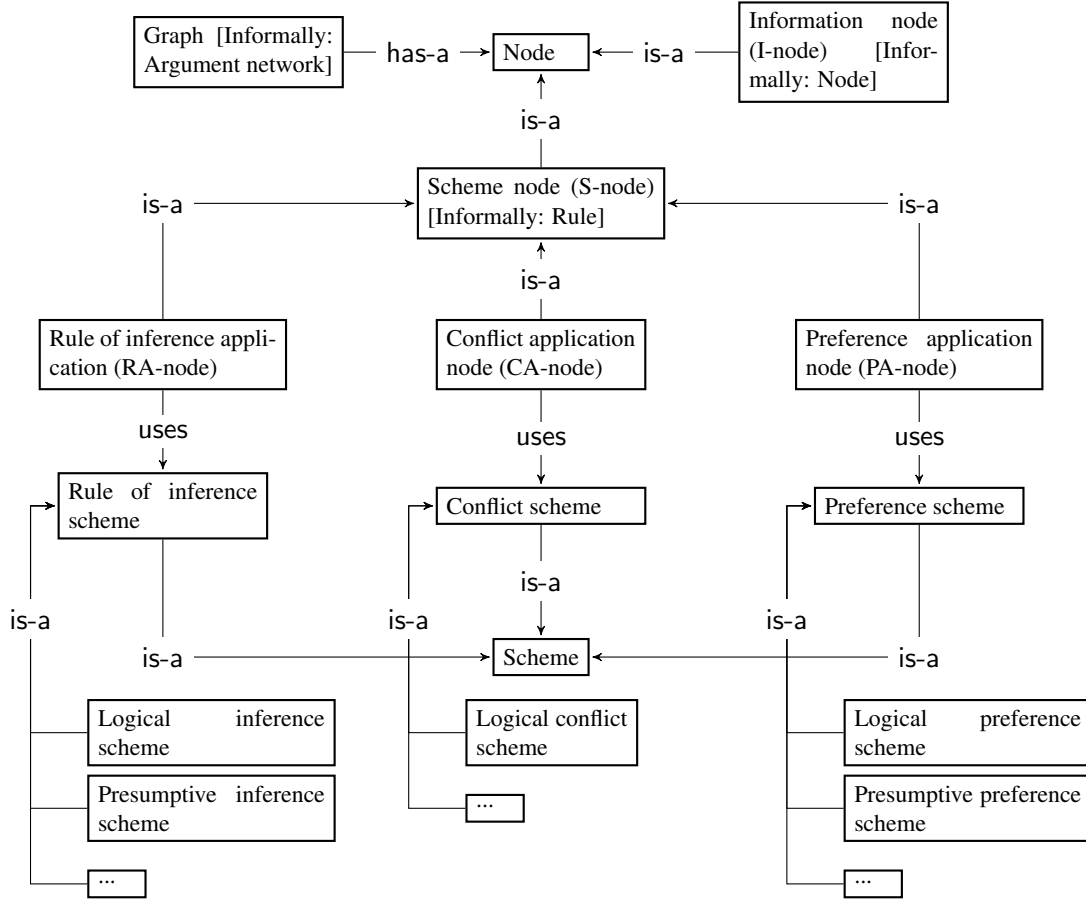 Graph [Informally:
Argument network]
has-a
Node
is-a
Information node
(I-node) [Infor-
mally: Node]
is-a
is-a
Scheme node (S-node)
[Informally: Rule]
is-a
is-a
Rule of inference appli-
cation (RA-node)
Conflict application
node (CA-node)
Preference application
node (PA-node)
uses
uses
uses
Rule of inference
scheme
Conflict scheme
Preference scheme
is-a
is-a
is-a
is-a
is-a
Scheme
is-a
Logical inference
scheme
Logical conflict
scheme
Logical preference
scheme
Presumptive inference
scheme
...
Presumptive preference
scheme
...
...